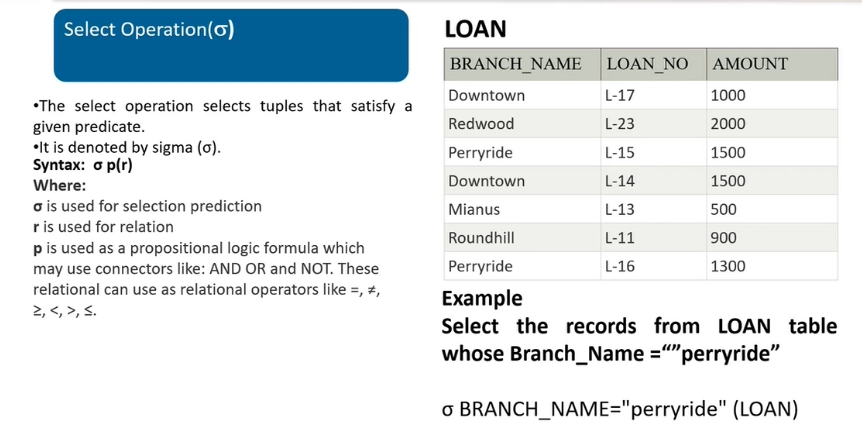 Select Operation(σ)
•The select operation selects tuples that satisfy a
given predicate.
•It is denoted by sigma (σ).
Syntax: σ p(r)
Where:
σ is used for selection prediction
r is used for relation
p is used as a propositional logic formula which
may use connectors like: AND OR and NOT. These
relational can use as relational operators like =, ≠,
≥, <, >, ≤.
LOAN
BRANCH_NAME LOAN_NO AMOUNT
Downtown L-17 1000
Redwood L-23 2000
Perryride L-15 1500
Downtown L-14 1500
Mianus L-13 500
Roundhill L-11 900
Perryride L-16 1300
Example
Select the records from LOAN table
whose Branch_Name =“”perryride”
σ BRANCH_NAME="perryride" (LOAN)